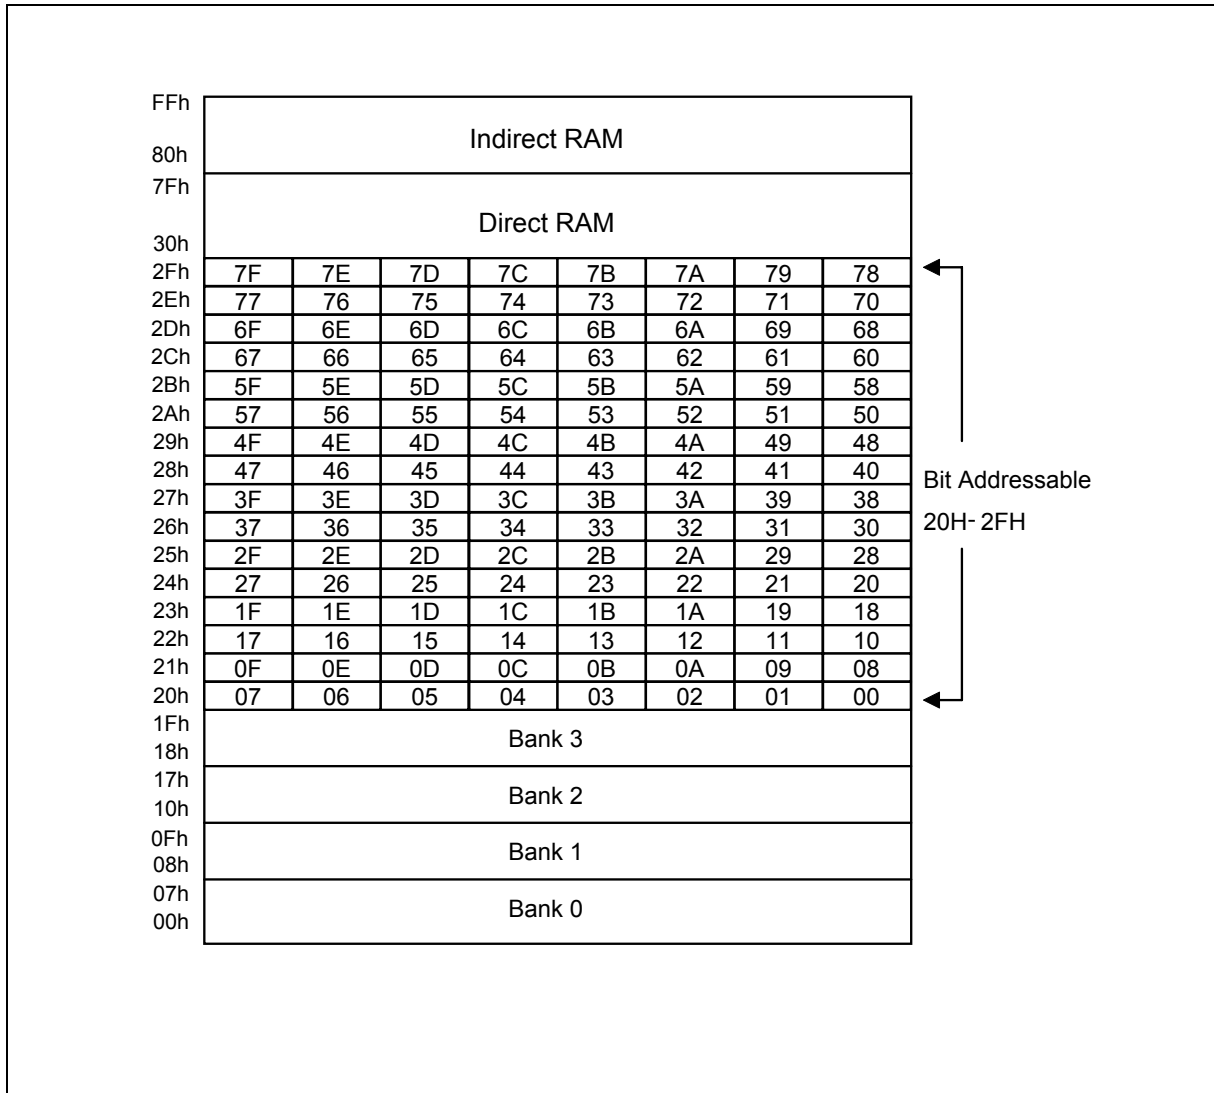 FFh
Indirect RAM
80h
7Fh
Direct RAM
30h
2Fh 7F 7E 7D 7C 7B 7A 79 78
2Eh 77 76 75 74 73 72 71 70
2Dh 6F 6E 6D 6C 6B 6A 69 68
2Ch 67 66 65 64 63 62 61 60
2Bh 5F 5E 5D 5C 5B 5A 59 58
2Ah 57 56 55 54 53 52 51 50
29h 4F 4E 4D 4C 4B 4A 49 48
28h 47 46 45 44 43 42 41 40
Bit Addressable
27h 3F 3E 3D 3C 3B 3A 39 38
20H- 2FH
26h 37 36 35 34 33 32 31 30
25h 2F 2E 2D 2C 2B 2A 29 28
24h 27 26 25 24 23 22 21 20
23h 1F 1E 1D 1C 1B 1A 19 18
22h 17 16 15 14 13 12 11 10
21h 0F 0E 0D 0C 0B 0A 09 08
20h 07 06 05 04 03 02 01 00
1Fh
Bank 3
18h
17h
Bank 2
10h
0Fh
Bank 1
08h
07h
Bank 0
00h